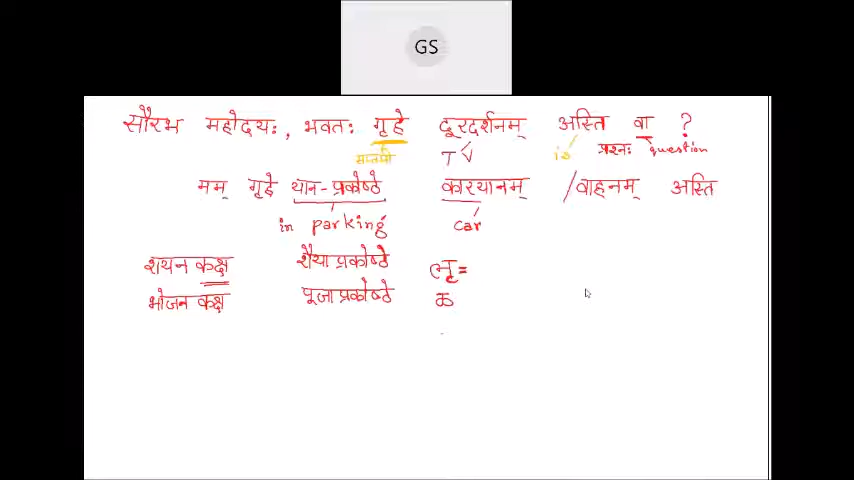 GS
सौरभ महोदयः, भवतः गृहे दूरदर्शनम् अस्ति वा ?
सप्तमी TV is प्रश्नः question
मम् गृहे यान-प्रकोष्ठे कारयानम् /वाहनम् अस्ति
in parking car
शयन कक्ष शैया प्रकोष्ठे
भोजन कक्ष पूजा प्रकोष्ठे